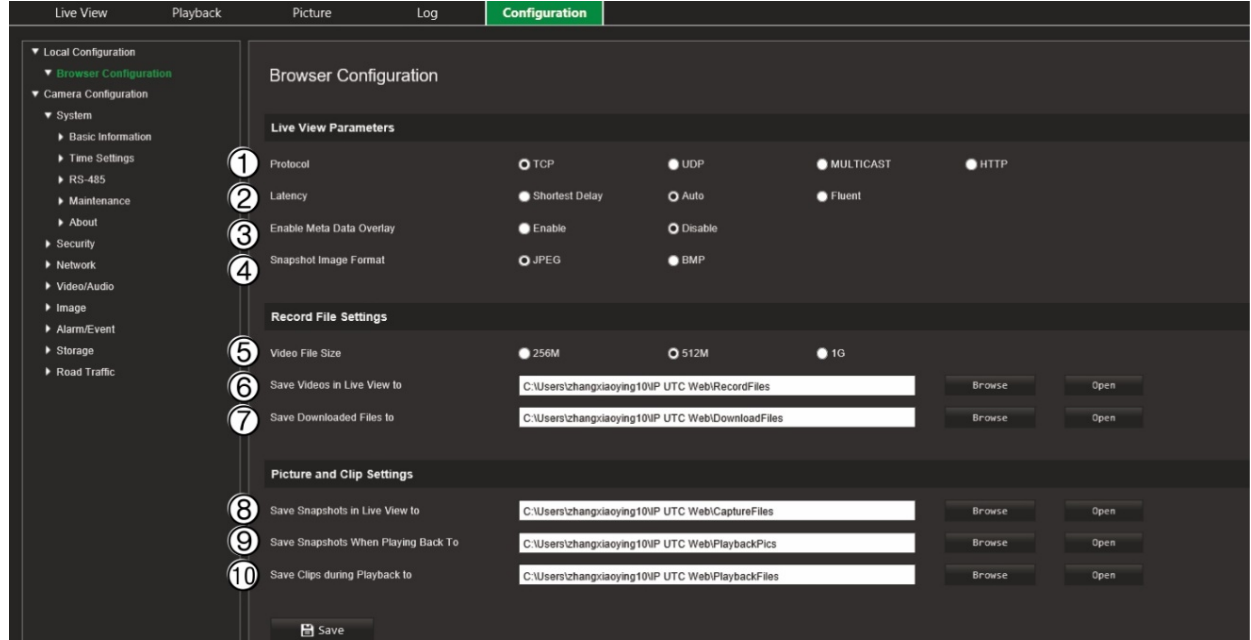 Live View Playback Picture Log Configuration
Local Configuration
Browser Configuration
Camera Configuration
System
Basic Information
Time Settings
RS-485
Maintenance
About
Security
Network
Video/Audio
Image
Alarm/Event
Storage
Road Traffic
Browser Configuration
Live View Parameters
1 Protocol TCP UDP MULTICAST HTTP
2 Latency Shortest Delay Auto Fluent
3 Enable Meta Data Overlay Enable Disable
4 Snapshot Image Format JPEG BMP
Record File Settings
5 Video File Size 256M 512M 1G
6 Save Videos in Live View to C:\Users\zhangxiaoying10\IP UTC Web\RecordFiles Browse Open
7 Save Downloaded Files to C:\Users\zhangxiaoying10\IP UTC Web\DownloadFiles Browse Open
Picture and Clip Settings
8 Save Snapshots in Live View to C:\Users\zhangxiaoying10\IP UTC Web\CaptureFiles Browse Open
9 Save Snapshots When Playing Back To C:\Users\zhangxiaoying10\IP UTC Web\PlaybackPics Browse Open
10 Save Clips during Playback to C:\Users\zhangxiaoying10\IP UTC Web\PlaybackFiles Browse Open
Save